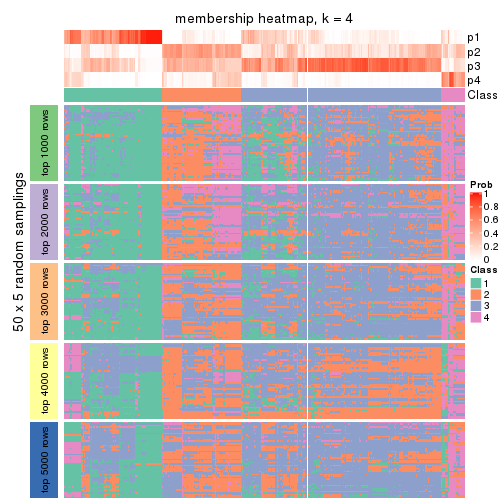 membership heatmap, k = 4
p1
p2
p3
p4
Class
50 x 5 random samplings
top 1000 rows
top 2000 rows
top 3000 rows
top 4000 rows
top 5000 rows
Prob
1
0.8
0.6
0.4
0.2
0
Class
1
2
3
4